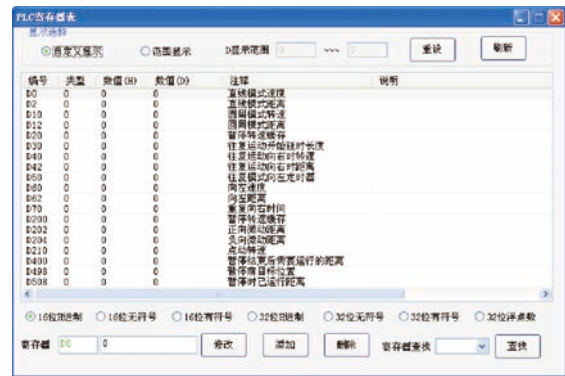 PLC寄存器表
显示选择
自定义显示 范围显示 D显示范围 0 ~~~ 0 重设 刷新
编号 类型 数值(H) 数值(D) 注释 说明
D0 0 0 0 直线模式速度
D2 0 0 0 直线模式距离
D10 0 0 0 圆周模式转速
D12 0 0 0 圆周模式距离
D20 0 0 0 暂停转速缓存
D30 0 0 0 往复运动开始延时长度
D40 0 0 0 往复运动向右时转速
D42 0 0 0 往复运动向右时距离
D50 0 0 0 往复模式向左定时器
D60 0 0 0 向左速度
D62 0 0 0 向左距离
D70 0 0 0 重复向右时间
D200 0 0 0 暂停转速缓存
D202 0 0 0 正向微动距离
D204 0 0 0 负向微动距离
D210 0 0 0 点动转速
D400 0 0 0 暂停结束后需要运行的距离
D498 0 0 0 暂停前目标位置
D508 0 0 0 暂停时已运行距离
16位BIN进制 16位无符号 16位有符号 32位BIN进制 32位无符号 32位有符号 32位浮点数
寄存器 D0 0 修改 添加 删除 寄存器查找 查找